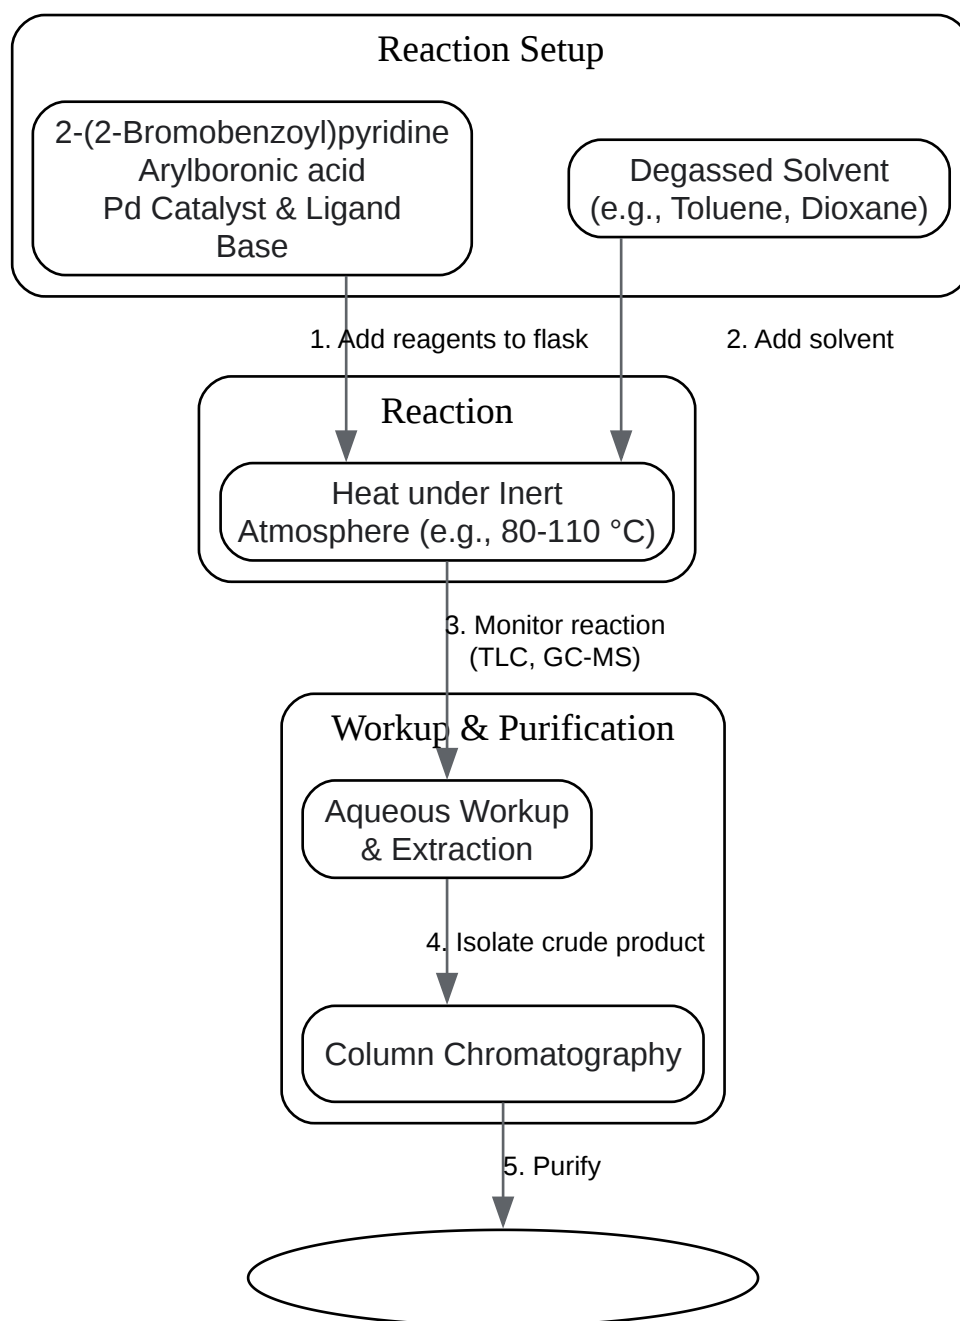 Reaction Setup
2-(2-Bromobenzoyl)pyridine
Arylboronic acid
Pd Catalyst & Ligand
Base
Degassed Solvent
(e.g., Toluene, Dioxane)
1. Add reagents to flask
2. Add solvent
Reaction
Heat under Inert
Atmosphere (e.g., 80-110 °C)
3. Monitor reaction
(TLC, GC-MS)
Workup & Purification
Aqueous Workup
& Extraction
4. Isolate crude product
Column Chromatography
5. Purify